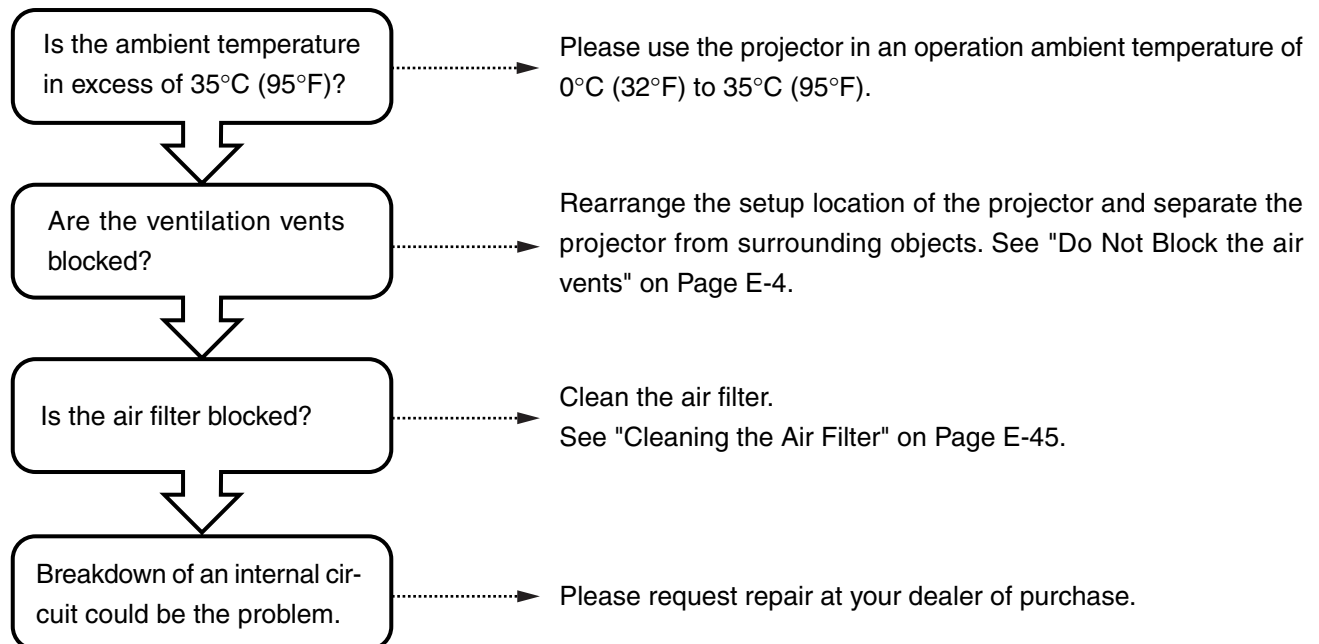 Is the ambient temperature
in excess of 35°C (95°F)?
Please use the projector in an operation ambient temperature of
0°C (32°F) to 35°C (95°F).
Are the ventilation vents
blocked?
Rearrange the setup location of the projector and separate the
projector from surrounding objects. See "Do Not Block the air
vents" on Page E-4.
Is the air filter blocked?
Clean the air filter.
See "Cleaning the Air Filter" on Page E-45.
Breakdown of an internal cir-
cuit could be the problem.
Please request repair at your dealer of purchase.